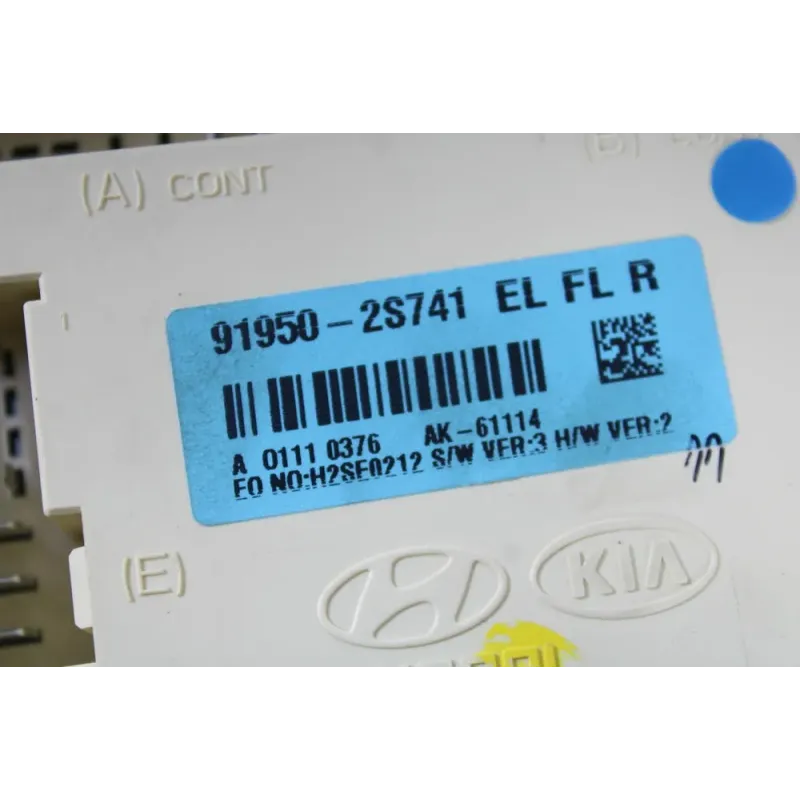 (A) CONT
(B)
91950-2S741 EL FL R
A 0111 0376 AK-61114
EO NO:H2SE0212 S/W VER:3 H/W VER:2
(E)
KIA